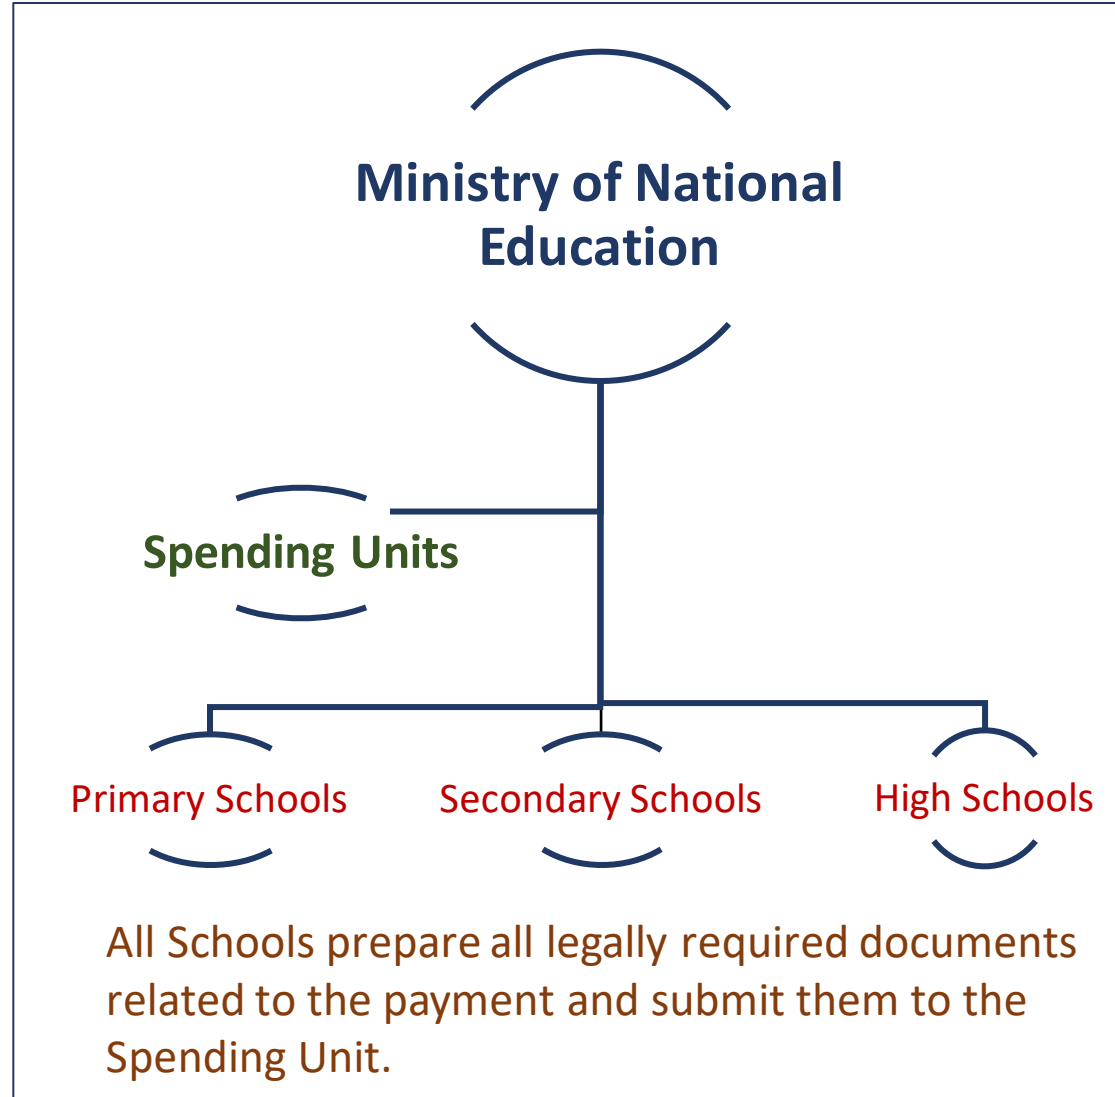 Ministry of National
Education
Spending Units
Primary Schools
Secondary Schools
High Schools
All Schools prepare all legally required documents
related to the payment and submit them to the
Spending Unit.